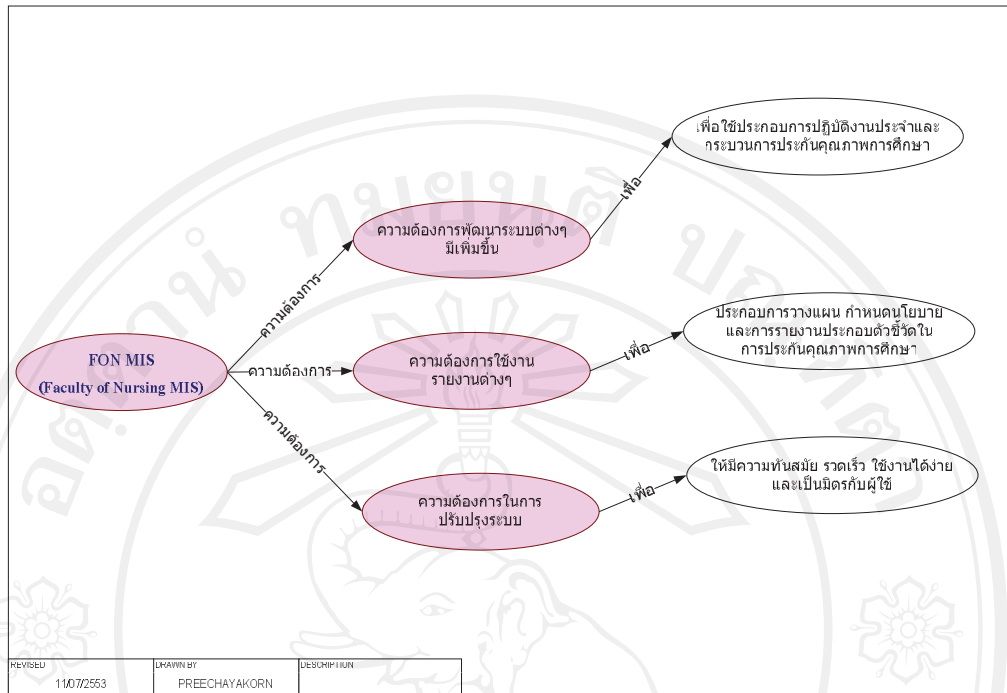 เพื่อใช้ประกอบการปฏิบัติงานประจำและ
กระบวนการประกันคุณภาพการศึกษา
เพื่อ
ความต้องการพัฒนาระบบต่างๆ
มีเพิ่มขึ้น
ความต้องการ
ประกอบการวางแผน กำหนดนโยบาย
และการรายงานประกอบตัวชี้วัดใน
การประกันคุณภาพการศึกษา
เพื่อ
ความต้องการใช้งาน
รายงานต่างๆ
ความต้องการ
FON MIS
(Faculty of Nursing MIS)
ความต้องการ
ให้มีความทันสมัย รวดเร็ว ใช้งานได้ง่าย
และเป็นมิตรกับผู้ใช้
เพื่อ
ความต้องการในการ
ปรับปรุงระบบ
REVISED
11/07/2553
DRAWN BY
PREECHAYAKORN
DESCRIPTION